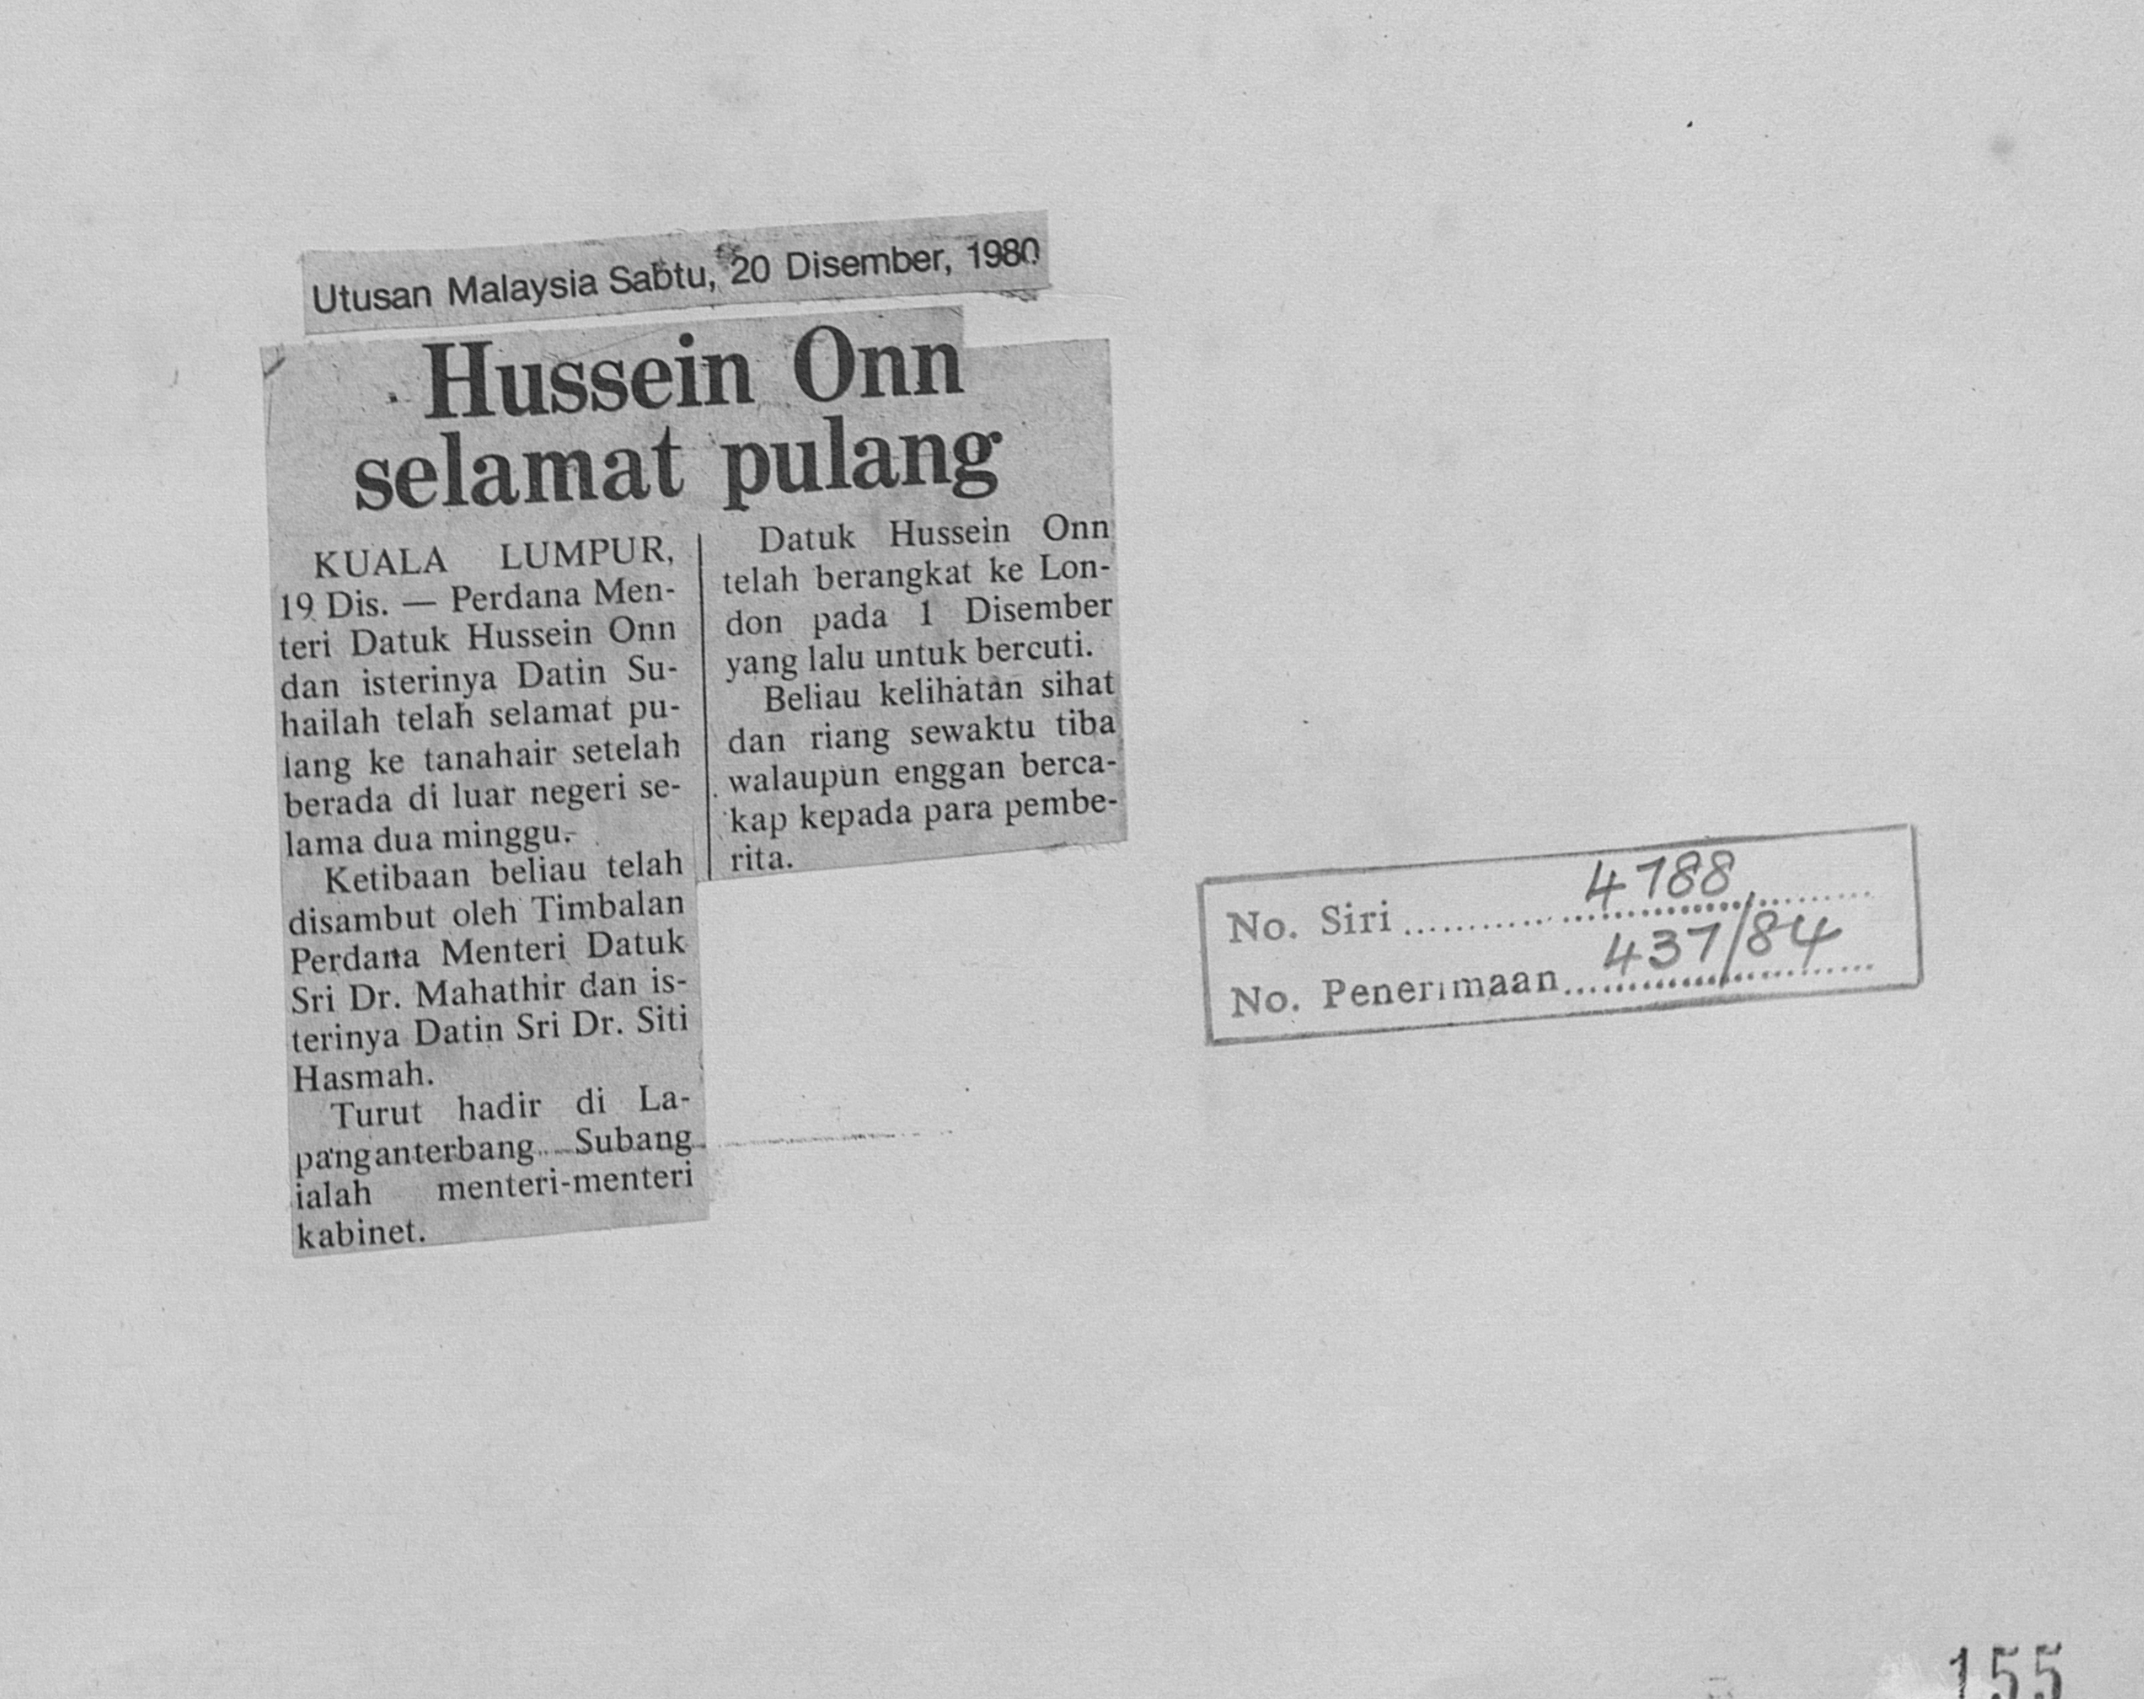 Utusan Malaysia Sabtu, 20 Disember, 1980
Hussein Onn
selamat pulang
KUALA LUMPUR,
19 Dis. — Perdana Men-
teri Datuk Hussein Onn
dan isterinya Datin Su-
hailah telah selamat pu-
lang ke tanahair setelah
berada di luar negeri se-
lama dua minggu.
Ketibaan beliau telah
disambut oleh Timbalan
Perdana Menteri Datuk
Sri Dr. Mahathir dan is-
terinya Datin Sri Dr. Siti
Hasmah.
Turut hadir di La-
panganterbang Subang
ialah menteri-menteri
kabinet.
Datuk Hussein Onn
telah berangkat ke Lon-
don pada 1 Disember
yang lalu untuk bercuti.
Beliau kelihatan sihat
dan riang sewaktu tiba
walaupun enggan berca-
kap kepada para pembe-
rita.
No. Siri 4788
No. Penerimaan 437/84
155